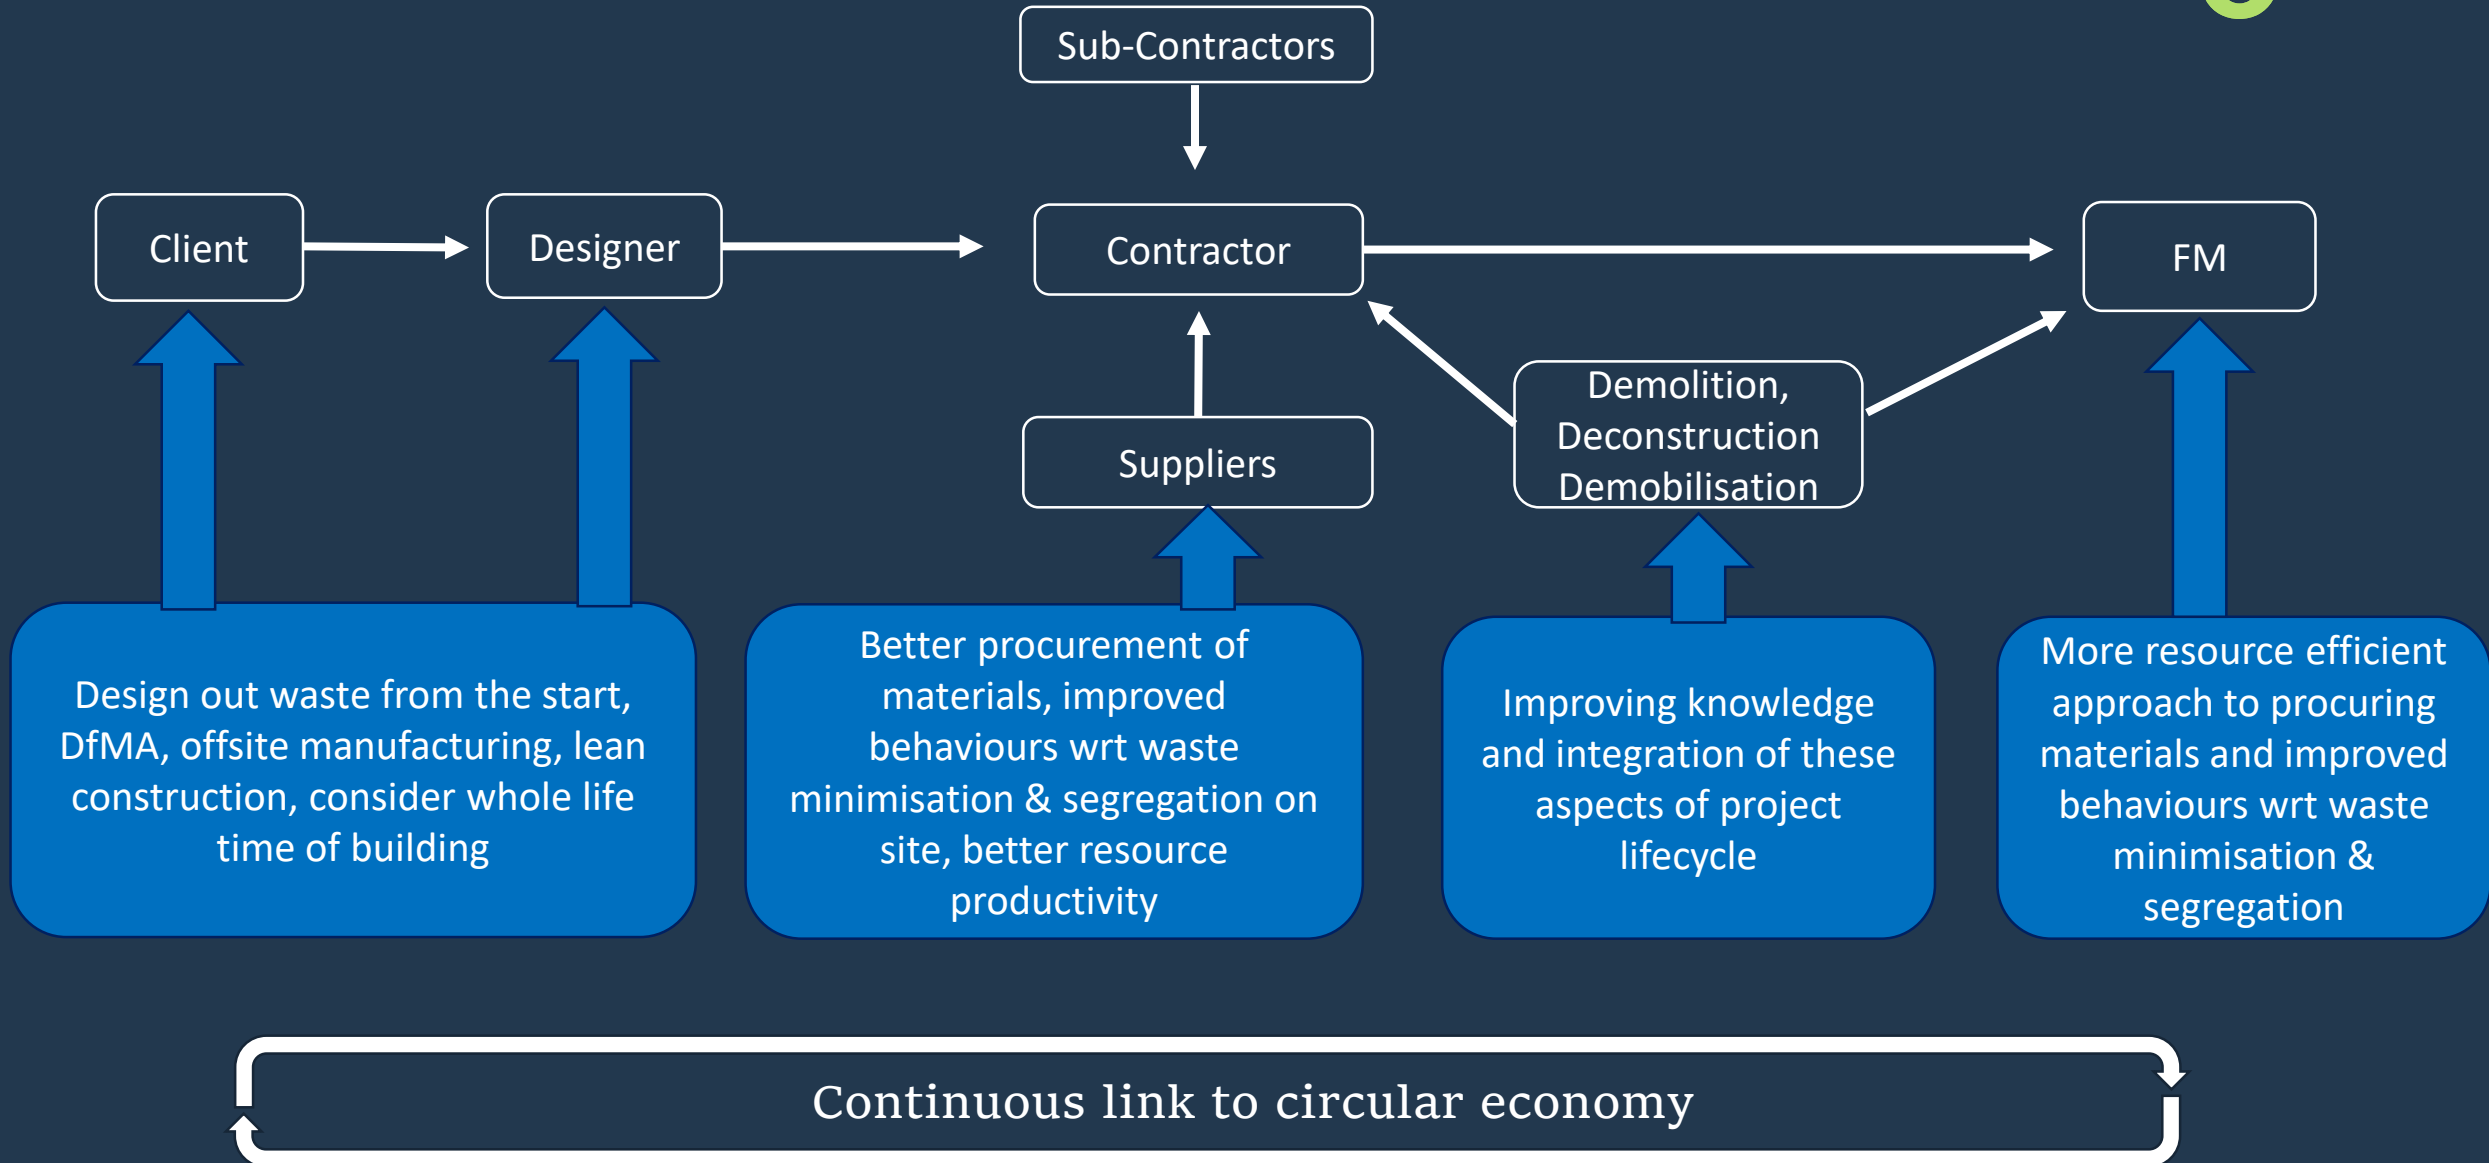 Sub-Contractors
Client
Designer
Contractor
FM
Suppliers
Demolition,
Deconstruction
Demobilisation
Design out waste from the start,
DfMA, offsite manufacturing, lean
construction, consider whole life
time of building
Better procurement of
materials, improved
behaviours wrt waste
minimisation & segregation on
site, better resource
productivity
Improving knowledge
and integration of these
aspects of project
lifecycle
More resource efficient
approach to procuring
materials and improved
behaviours wrt waste
minimisation &
segregation
Continuous link to circular economy